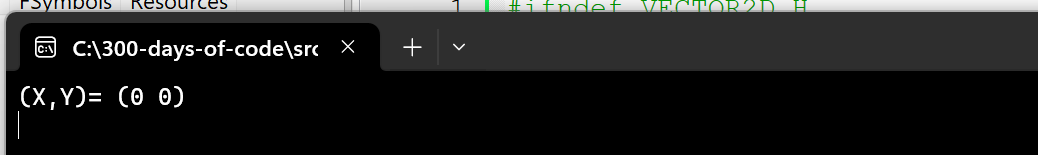 FSymbols Resources
1 #ifndef VECTOR2D_H
C:\300-days-of-code\src
(X,Y)= (0 0)